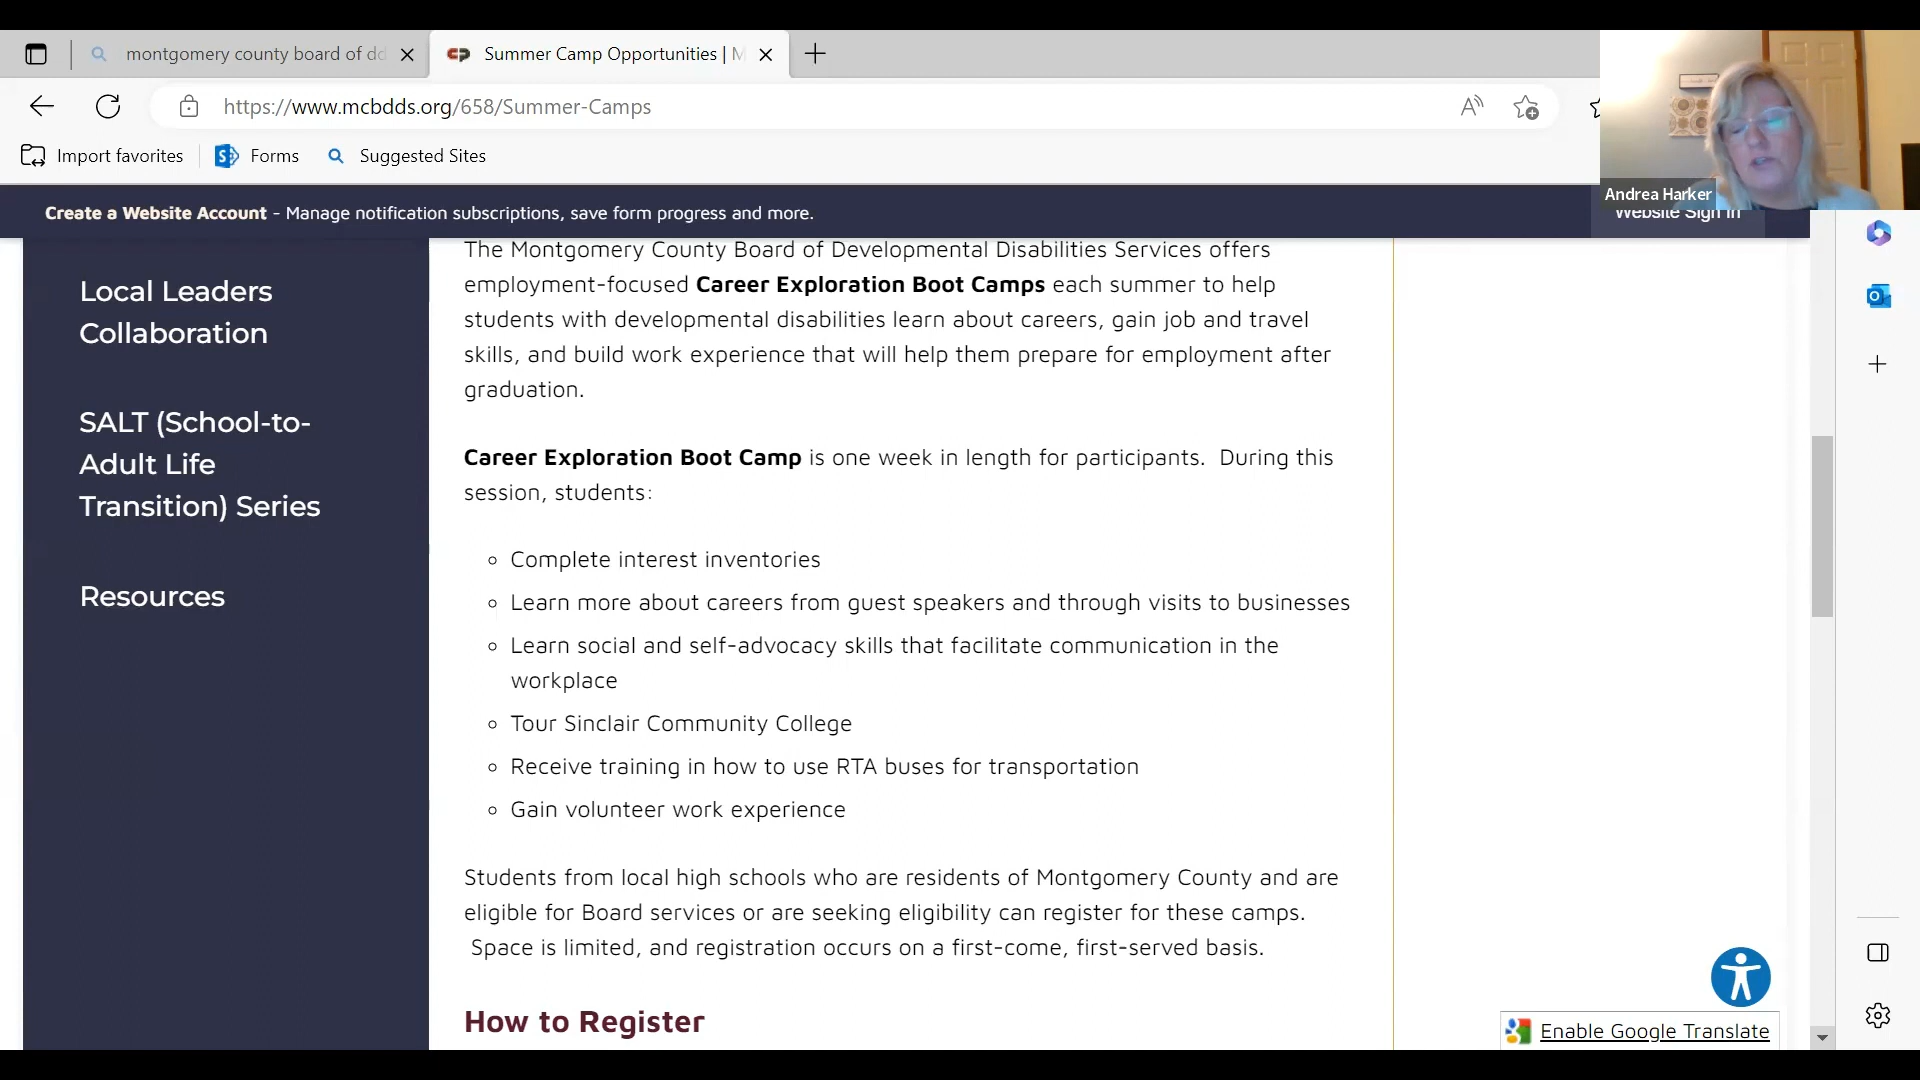 montgomery county board of dd
Summer Camp Opportunities | M
https://www.mcbdds.org/658/Summer-Camps
Import favorites
Forms
Suggested Sites
Andrea Harker
Create a Website Account - Manage notification subscriptions, save form progress and more.
Website Sign In
Local Leaders
Collaboration
SALT (School-to-
Adult Life
Transition) Series
Resources
The Montgomery County Board of Developmental Disabilities Services offers
employment-focused Career Exploration Boot Camps each summer to help
students with developmental disabilities learn about careers, gain job and travel
skills, and build work experience that will help them prepare for employment after
graduation.
Career Exploration Boot Camp is one week in length for participants. During this
session, students:
Complete interest inventories
Learn more about careers from guest speakers and through visits to businesses
Learn social and self-advocacy skills that facilitate communication in the
workplace
Tour Sinclair Community College
Receive training in how to use RTA buses for transportation
Gain volunteer work experience
Students from local high schools who are residents of Montgomery County and are
eligible for Board services or are seeking eligibility can register for these camps.
Space is limited, and registration occurs on a first-come, first-served basis.
How to Register
Enable Google Translate